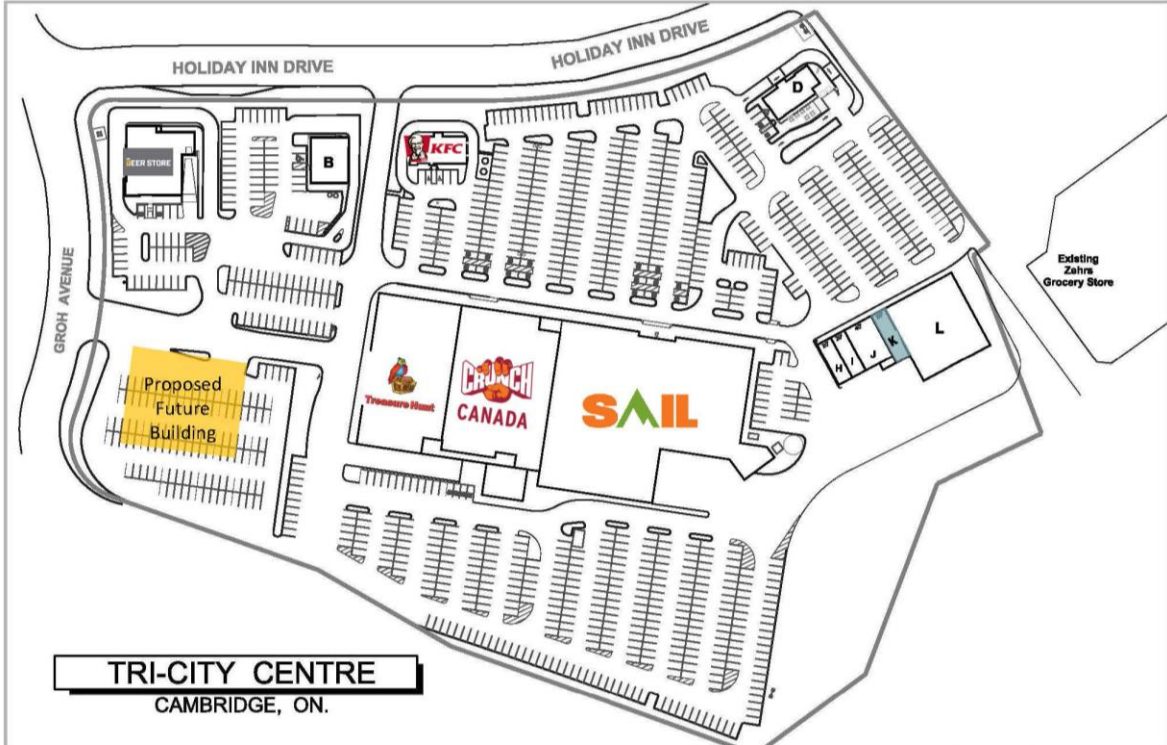 HOLIDAY INN DRIVE
HOLIDAY INN DRIVE
GROH AVENUE
BEER STORE
B
KFC
D
Existing
Zehrs
Grocery Store
H
I
J
K
L
Proposed
Future
Building
Treasure Hunt
CRUNCH
CANADA
SAIL
TRI-CITY CENTRE
CAMBRIDGE, ON.